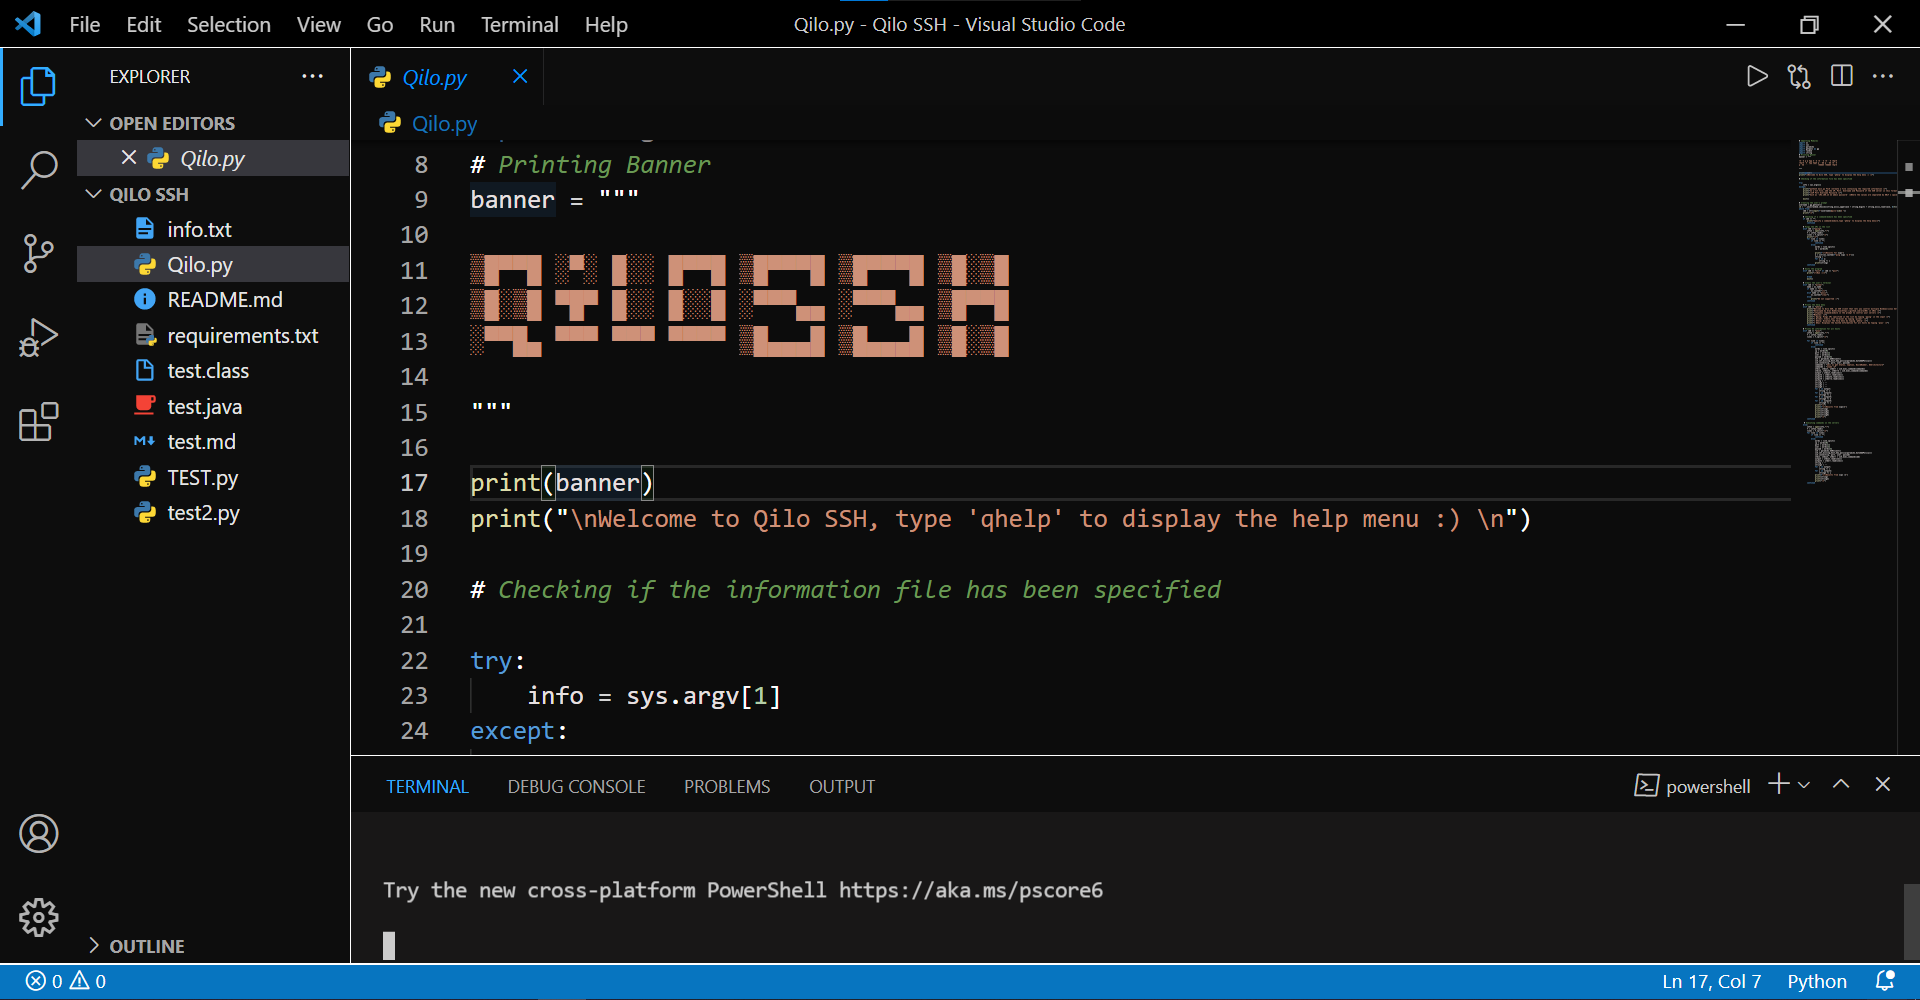 File Edit Selection View Go Run Terminal Help
Qilo.py - Qilo SSH - Visual Studio Code
EXPLORER
OPEN EDITORS
Qilo.py
QILO SSH
info.txt
Qilo.py
README.md
requirements.txt
test.class
test.java
test.md
TEST.py
test2.py
OUTLINE
Qilo.py
Qilo.py
8 # Printing Banner
9 banner = """
10
11
12
13
14
15 """
16
17 print(banner)
18 print("\nWelcome to Qilo SSH, type 'qhelp' to display the help menu :) \n")
19
20 # Checking if the information file has been specified
21
22 try:
23 info = sys.argv[1]
24 except:
TERMINAL DEBUG CONSOLE PROBLEMS OUTPUT
powershell
Try the new cross-platform PowerShell https://aka.ms/pscore6
0 0
Ln 17, Col 7 Python